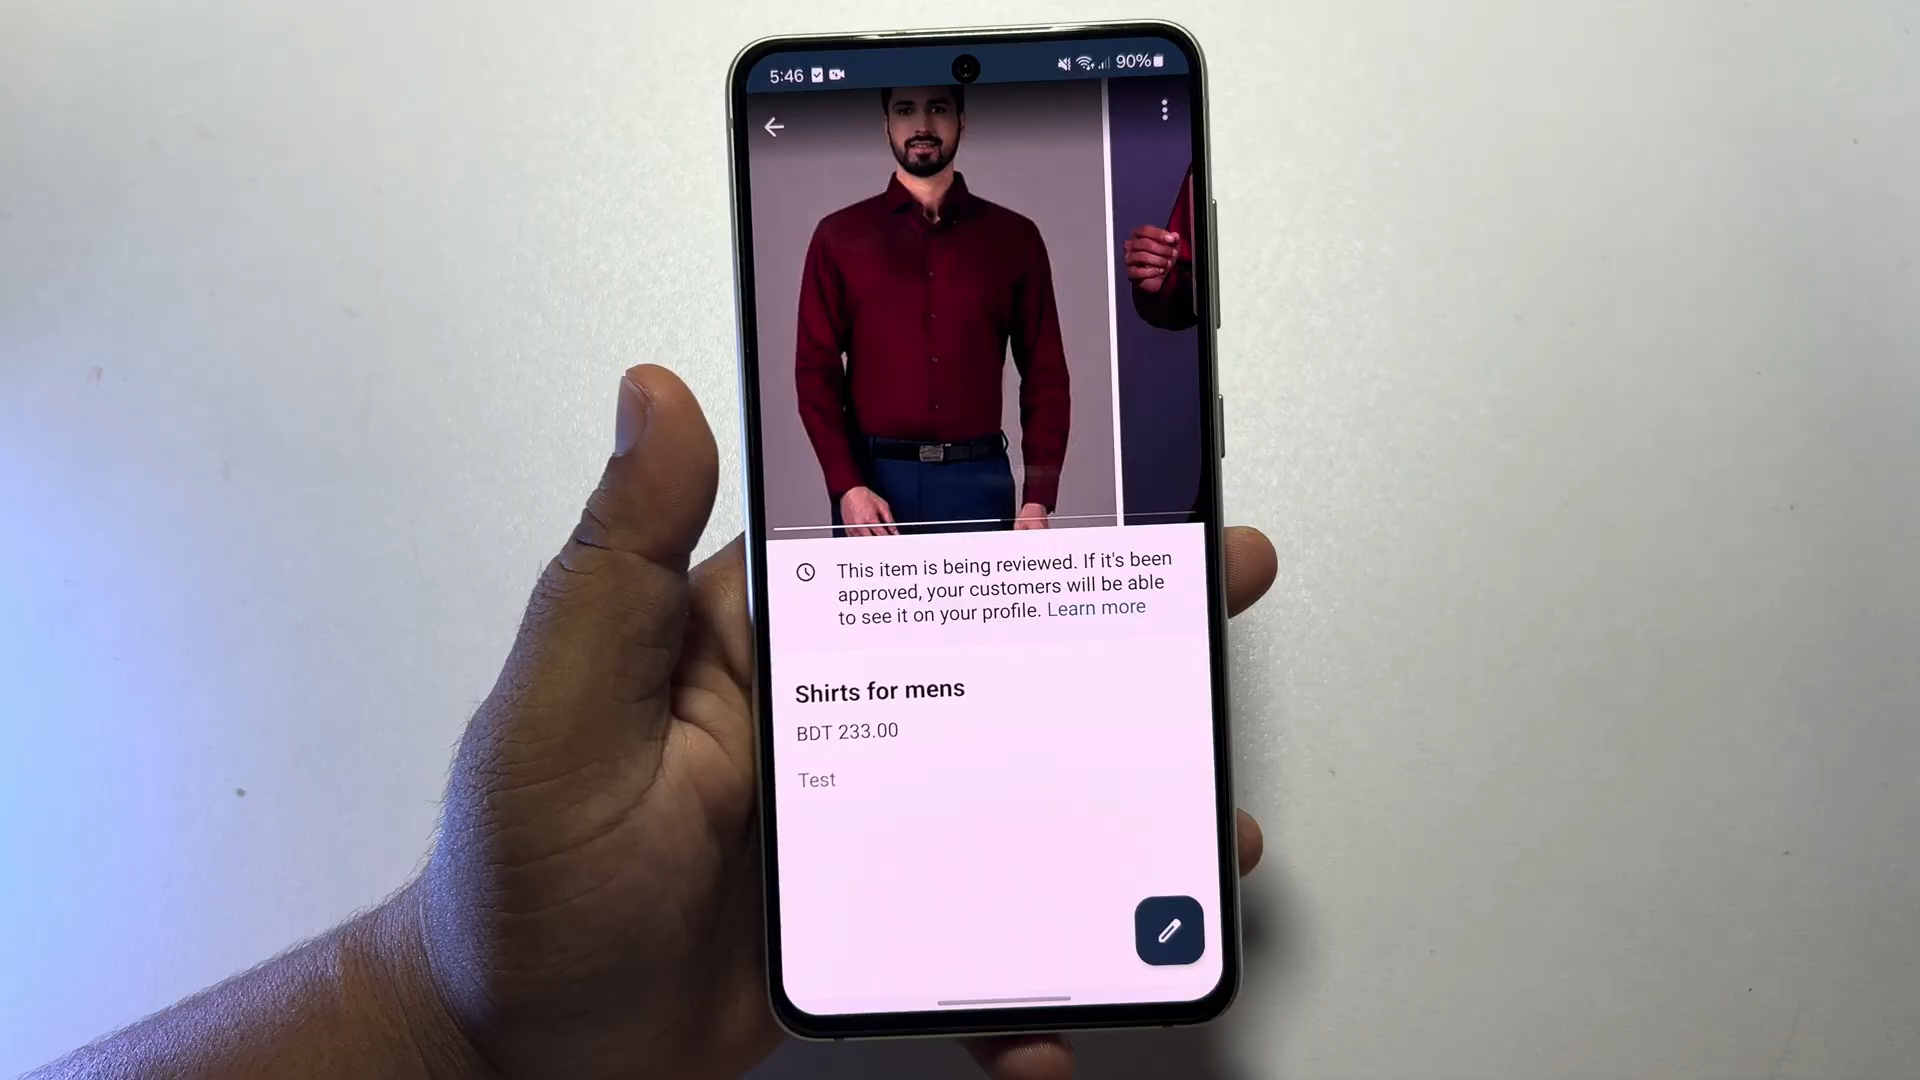 5:46
90%
This item is being reviewed. If it's been
approved, your customers will be able
to see it on your profile. Learn more
Shirts for mens
BDT 233.00
Test